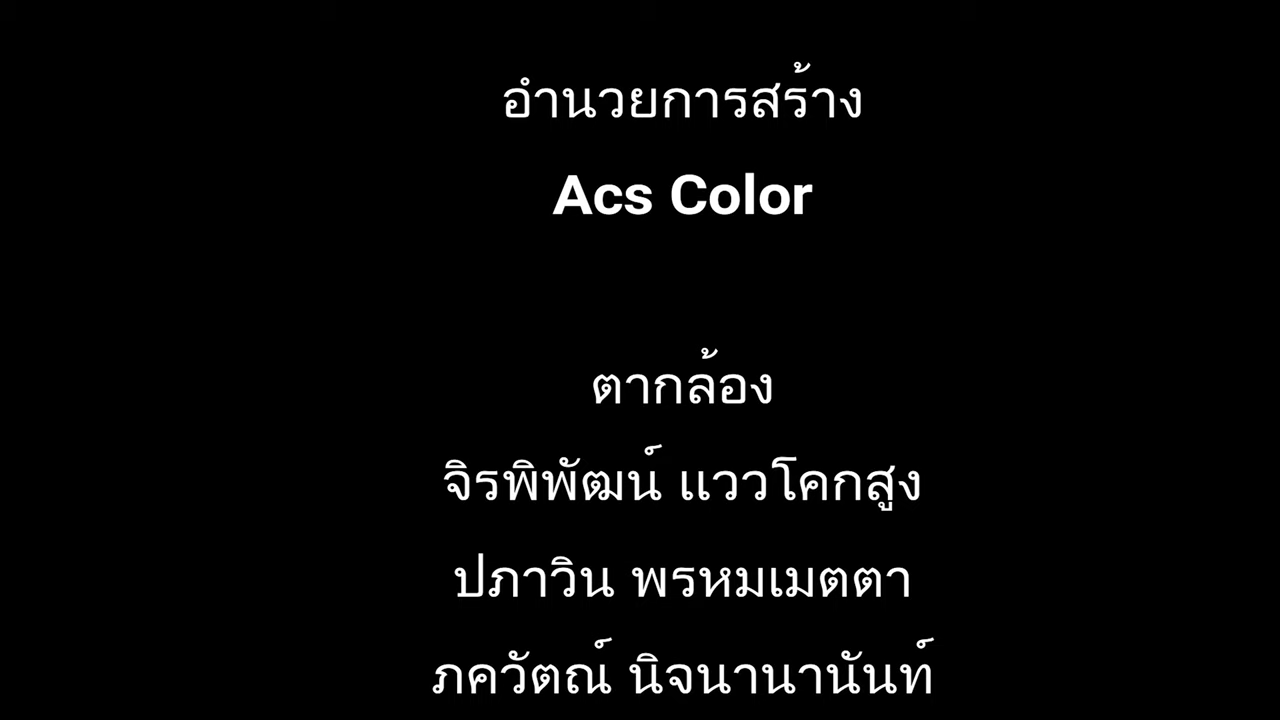 อำนวยการสร้าง
Acs Color
ตากล้อง
จิรพิพัฒน์ แววโคกสูง
ปภาวิน พรหมเมตตา
ภควัตณ์ นิจนานานันท์